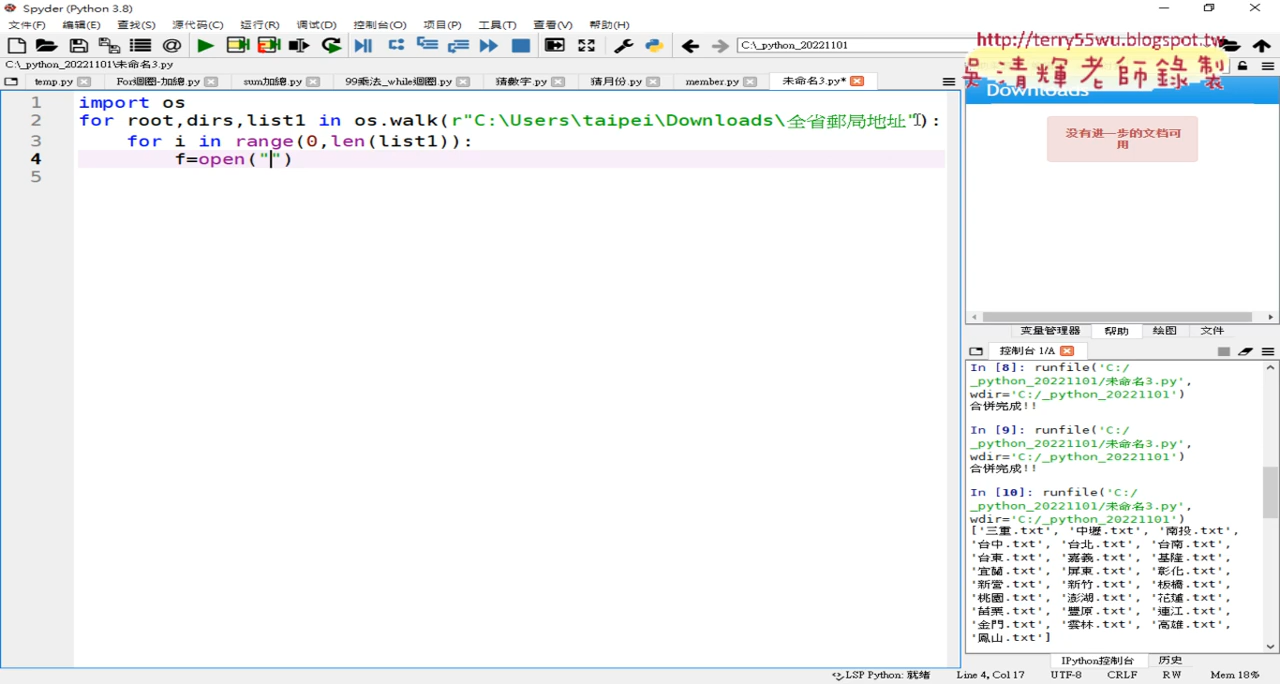 Spyder (Python 3.8)
文件(F) 编辑(E) 查找(S) 源代码(C) 运行(R) 调试(D) 控制台(O) 项目(P) 工具(T) 查看(V) 帮助(H)
C:\_python_20221101
http://terry55wu.blogspot.tw
吳清輝老師錄製
C:\_python_20221101\未命名3.py
temp.py For迴圈-加總.py sum加總.py 99乘法_while迴圈.py 猜數字.py 猜月份.py member.py 未命名3.py*
Downloads
1 import os
2 for root,dirs,list1 in os.walk(r"C:\Users\taipei\Downloads\全省郵局地址"):
3 for i in range(0,len(list1)):
4 f=open("")
5
没有进一步的文档可
用
变量管理器 帮助 绘图 文件
控制台 1/A
In [8]: runfile('C:/
_python_20221101/未命名3.py',
wdir='C:/_python_20221101')
合併完成!!
In [9]: runfile('C:/
_python_20221101/未命名3.py',
wdir='C:/_python_20221101')
合併完成!!
In [10]: runfile('C:/
_python_20221101/未命名3.py',
wdir='C:/_python_20221101')
['三重.txt', '中壢.txt', '南投.txt',
'台中.txt', '台北.txt', '台南.txt',
'台東.txt', '嘉義.txt', '基隆.txt',
'宜蘭.txt', '屏東.txt', '彰化.txt',
'新營.txt', '新竹.txt', '板橋.txt',
'桃園.txt', '澎湖.txt', '花蓮.txt',
'苗栗.txt', '豐原.txt', '連江.txt',
'金門.txt', '雲林.txt', '高雄.txt',
'鳳山.txt']
IPython控制台 历史
LSP Python: 就绪 Line 4, Col 17 UTF-8 CRLF RW Mem 18%